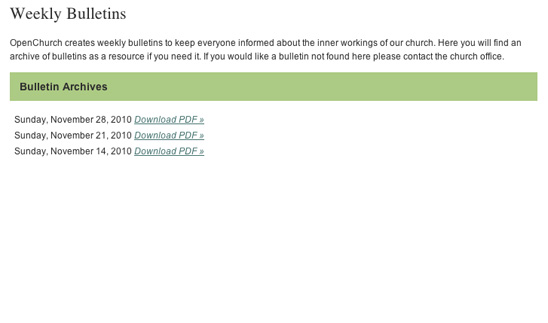 Weekly Bulletins
OpenChurch creates weekly bulletins to keep everyone informed about the inner workings of our church. Here you will find an
archive of bulletins as a resource if you need it. If you would like a bulletin not found here please contact the church office.
Bulletin Archives
Sunday, November 28, 2010 Download PDF »
Sunday, November 21, 2010 Download PDF »
Sunday, November 14, 2010 Download PDF »